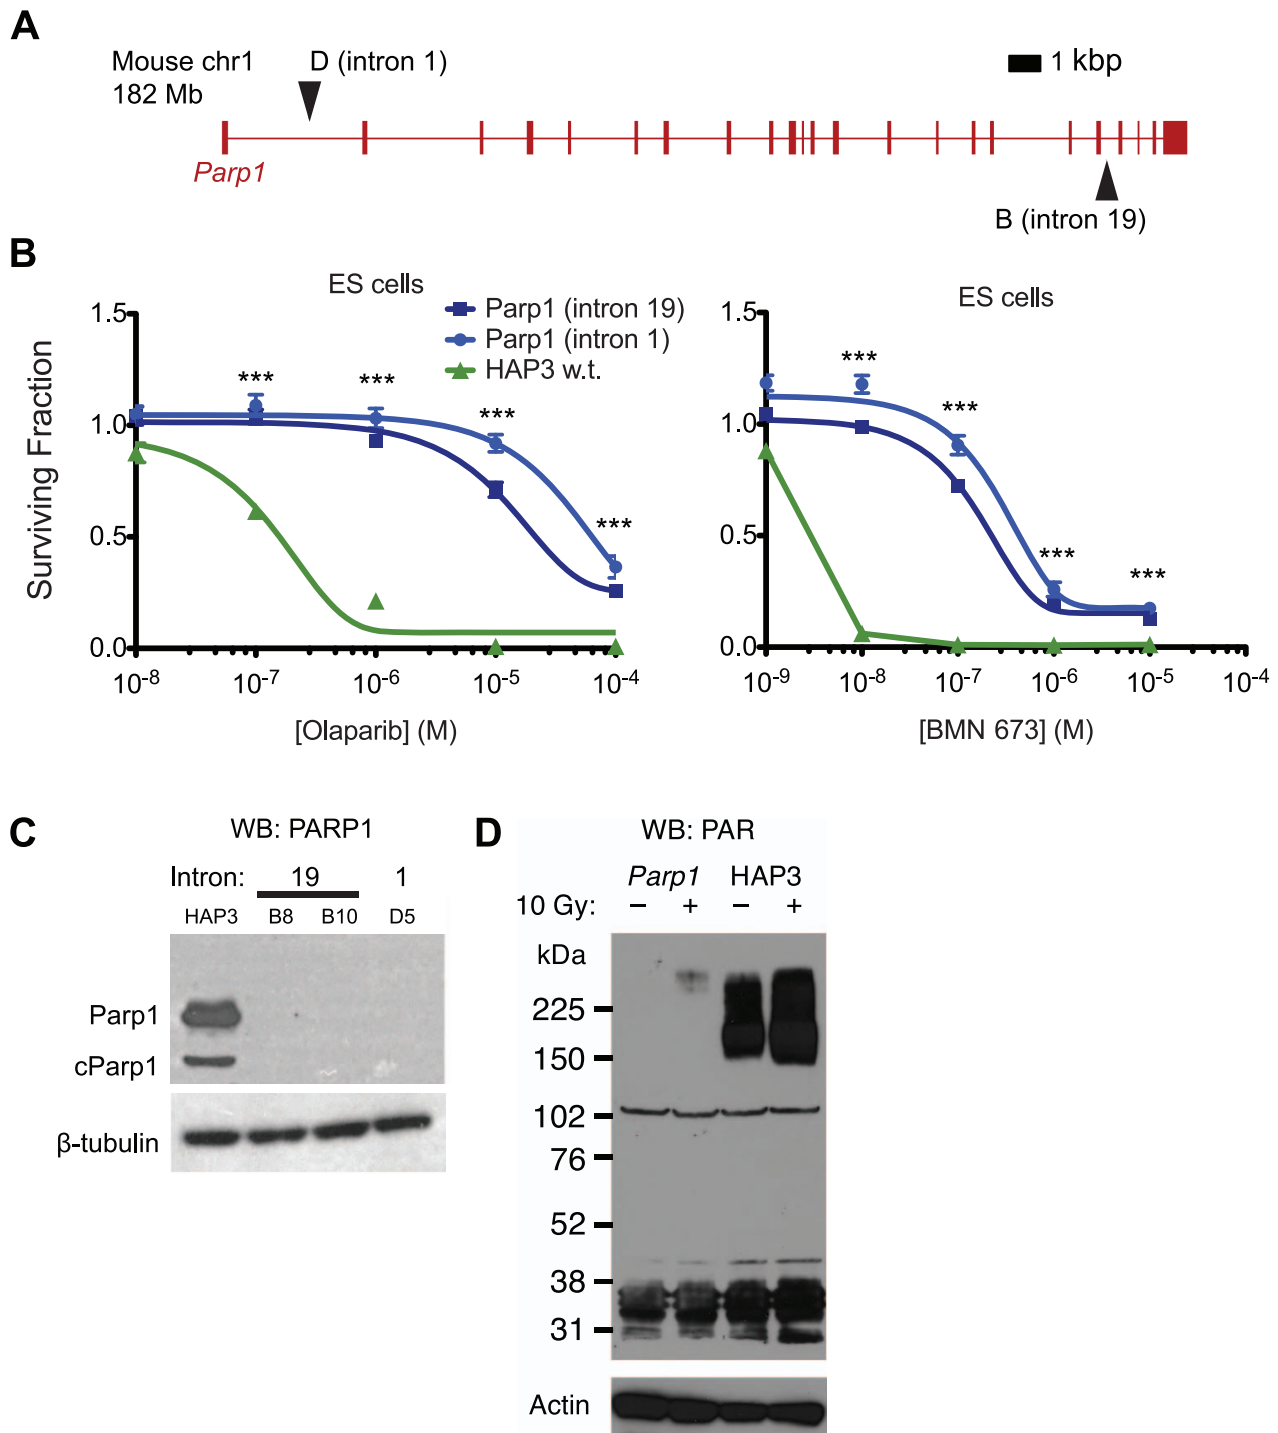 A
Mouse chr1
182 Mb
D (intron 1)
1 kbp
Parp1
B (intron 19)
B
ES cells
Parp1 (intron 19)
Parp1 (intron 1)
HAP3 w.t.
Surviving Fraction
1.5
1.0
0.5
0.0
***
***
***
***
10-8
10-7
10-6
10-5
10-4
[Olaparib] (M)
ES cells
1.5
1.0
0.5
0.0
***
***
***
***
10-9
10-8
10-7
10-6
10-5
10-4
[BMN 673] (M)
C
WB: PARP1
Intron: 19 1
HAP3 B8 B10 D5
Parp1
cParp1
β-tubulin
D
WB: PAR
Parp1 HAP3
10 Gy: − + − +
kDa
225
150
102
76
52
38
31
Actin